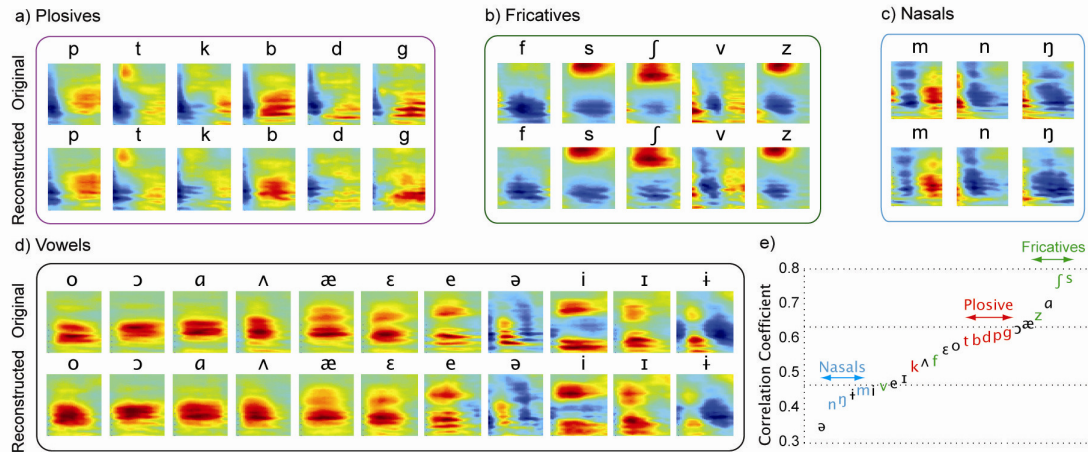 a) Plosives
p t k b d g
Original
p t k b d g
Reconstructed
b) Fricatives
f s ʃ v z
f s ʃ v z
c) Nasals
m n ŋ
m n ŋ
d) Vowels
o ɔ ɑ ʌ æ ɛ e ə i ɪ ɨ
Original
o ɔ ɑ ʌ æ ɛ e ə i ɪ ɨ
Reconstructed
e)
Correlation Coefficient
0.8
0.7
0.6
0.5
0.4
0.3
Fricatives
Plosive
Nasals
ə n ŋ ɨ m i v e ɪ k ʌ f ɛ o t b d p g ɔ æ z ɑ ʃ s